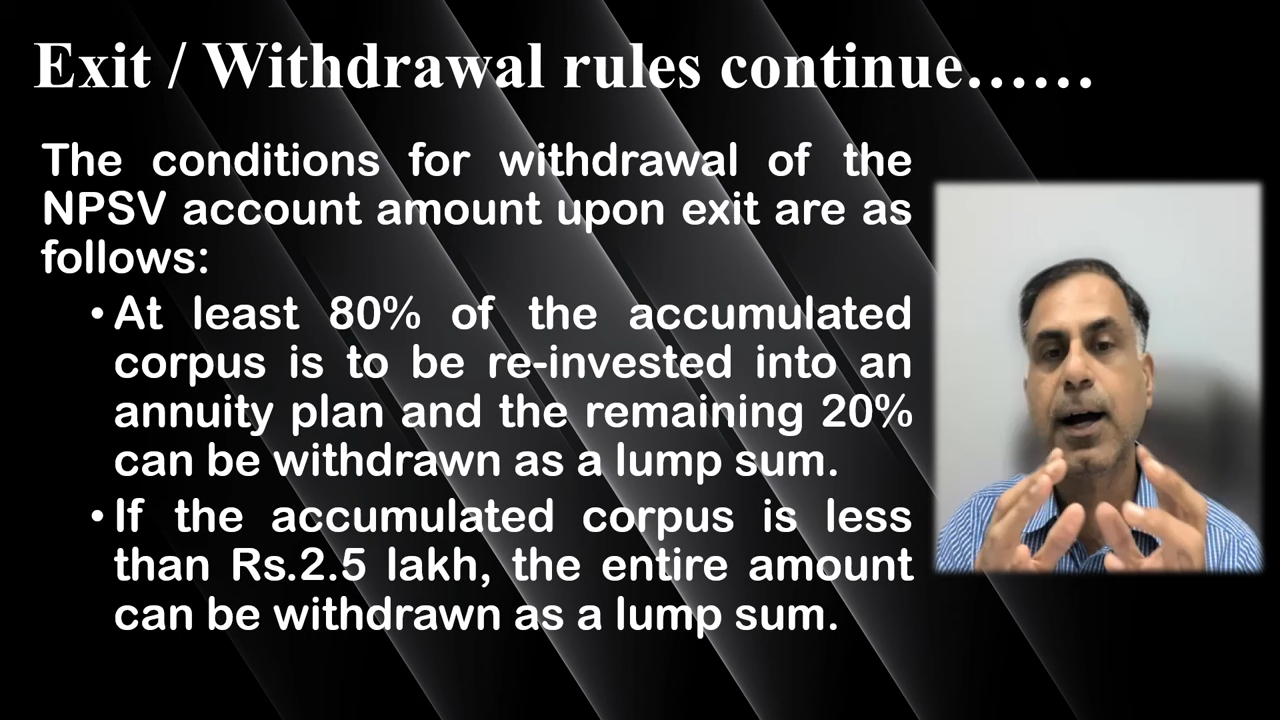 Exit / Withdrawal rules continue……
The conditions for withdrawal of the
NPSV account amount upon exit are as
follows:
• At least 80% of the accumulated
corpus is to be re-invested into an
annuity plan and the remaining 20%
can be withdrawn as a lump sum.
• If the accumulated corpus is less
than Rs.2.5 lakh, the entire amount
can be withdrawn as a lump sum.